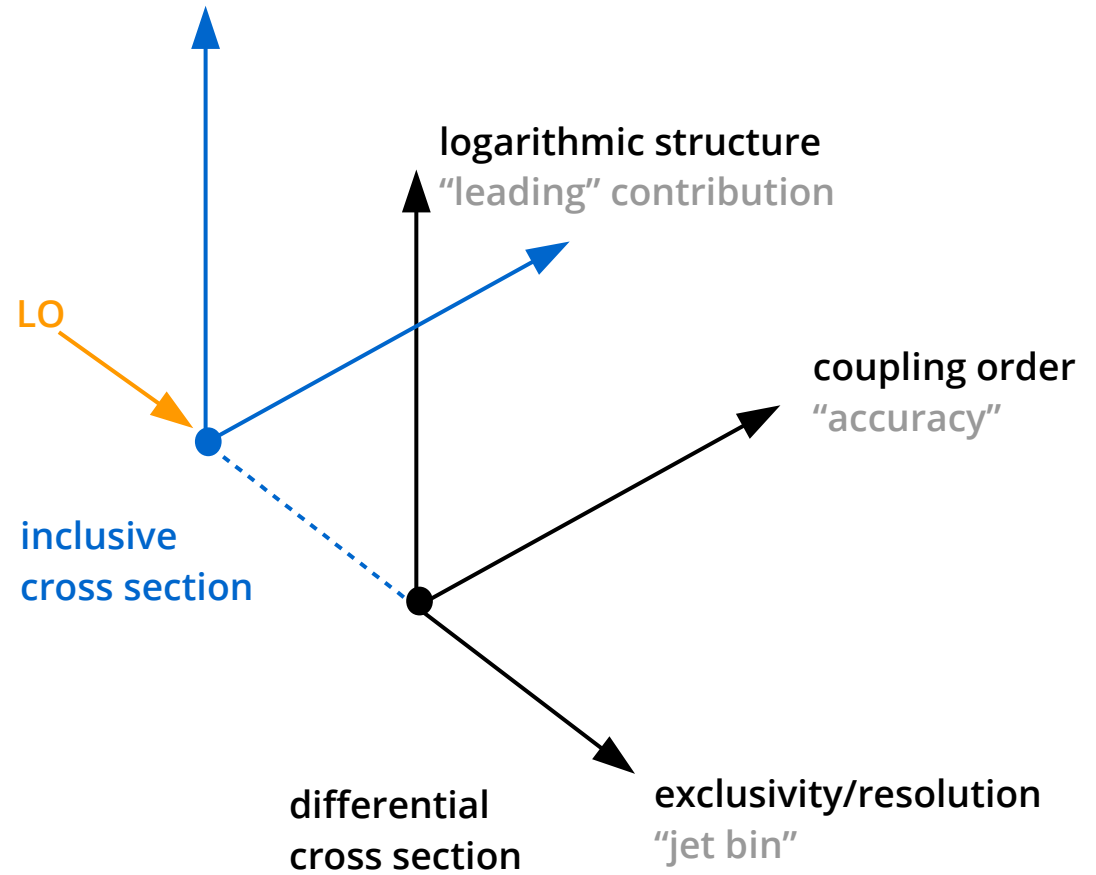 logarithmic structure
“leading” contribution
LO
coupling order
“accuracy”
inclusive
cross section
differential
cross section
exclusivity/resolution
“jet bin”